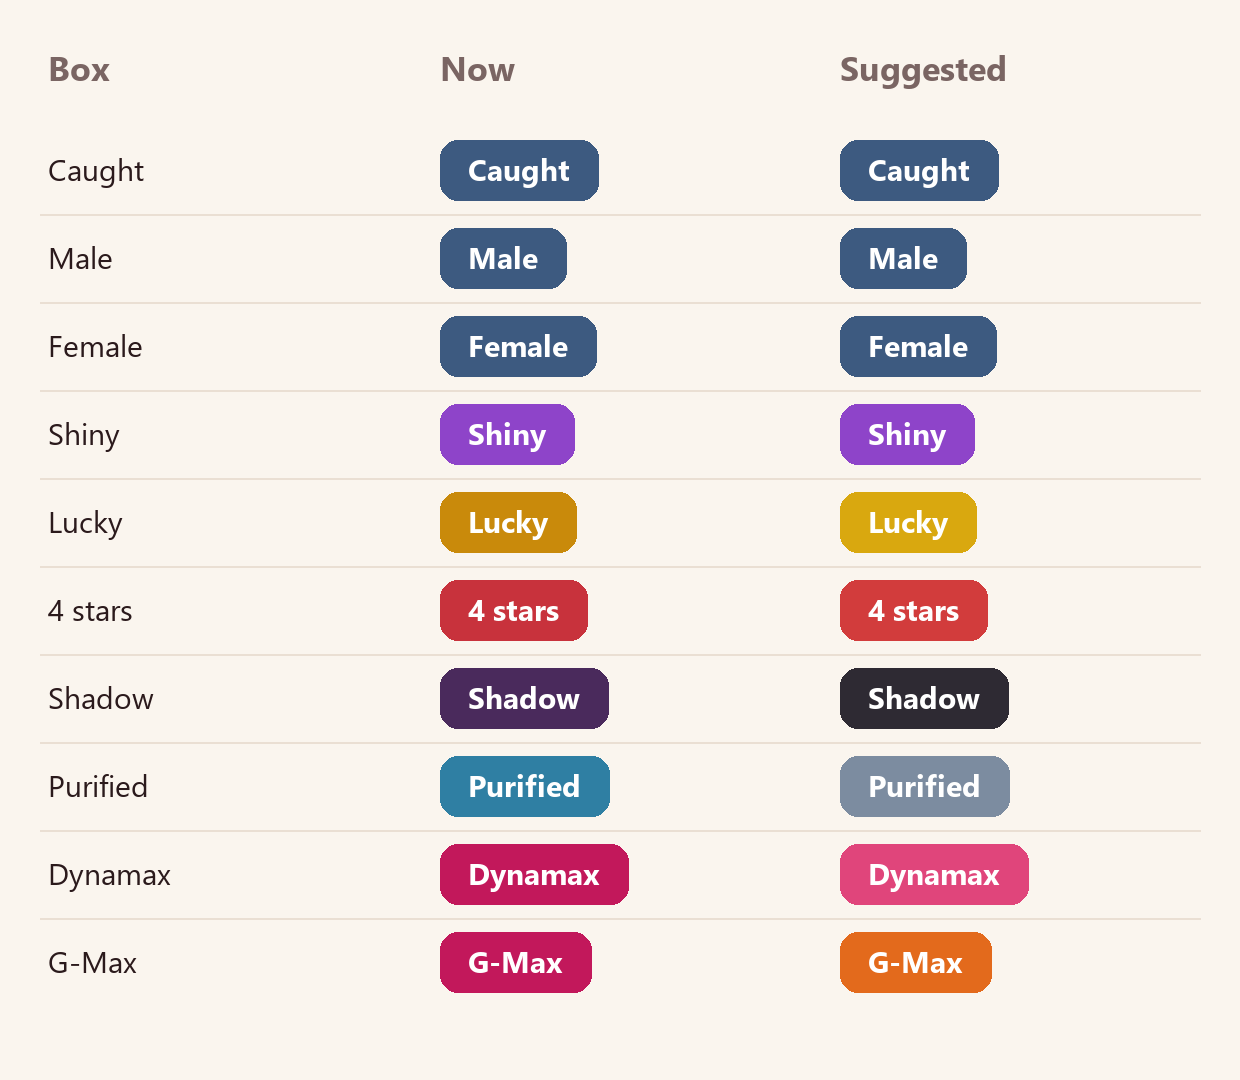 Box Now Suggested
Caught Caught Caught
Male Male Male
Female Female Female
Shiny Shiny Shiny
Lucky Lucky Lucky
4 stars 4 stars 4 stars
Shadow Shadow Shadow
Purified Purified Purified
Dynamax Dynamax Dynamax
G-Max G-Max G-Max